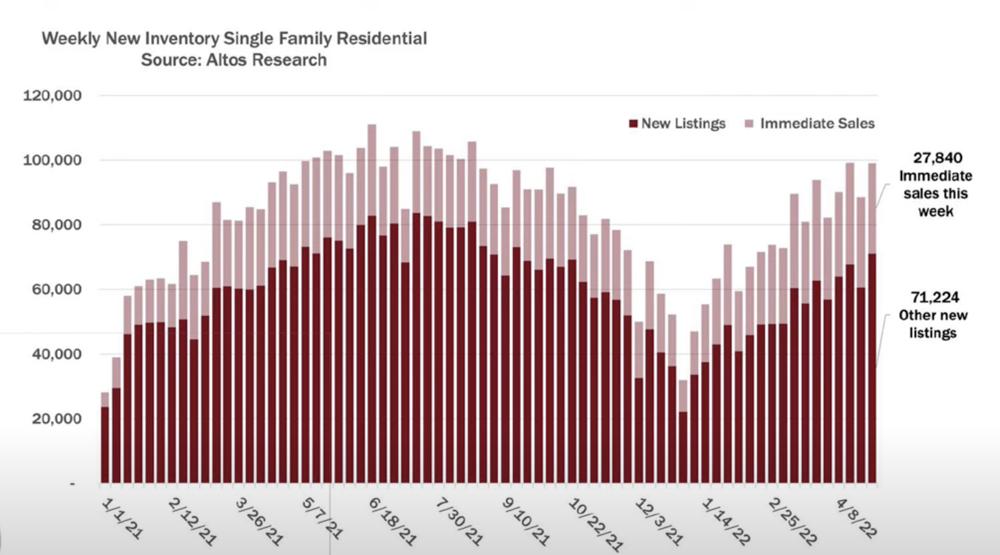 Weekly New Inventory Single Family Residential
Source: Altos Research
120,000
100,000
80,000
60,000
40,000
20,000
-
New Listings
Immediate Sales
27,840
Immediate
sales this
week
71,224
Other new
listings
1/1/21
2/12/21
3/26/21
5/7/21
6/18/21
7/30/21
9/10/21
10/22/21
12/3/21
1/14/22
2/25/22
4/8/22